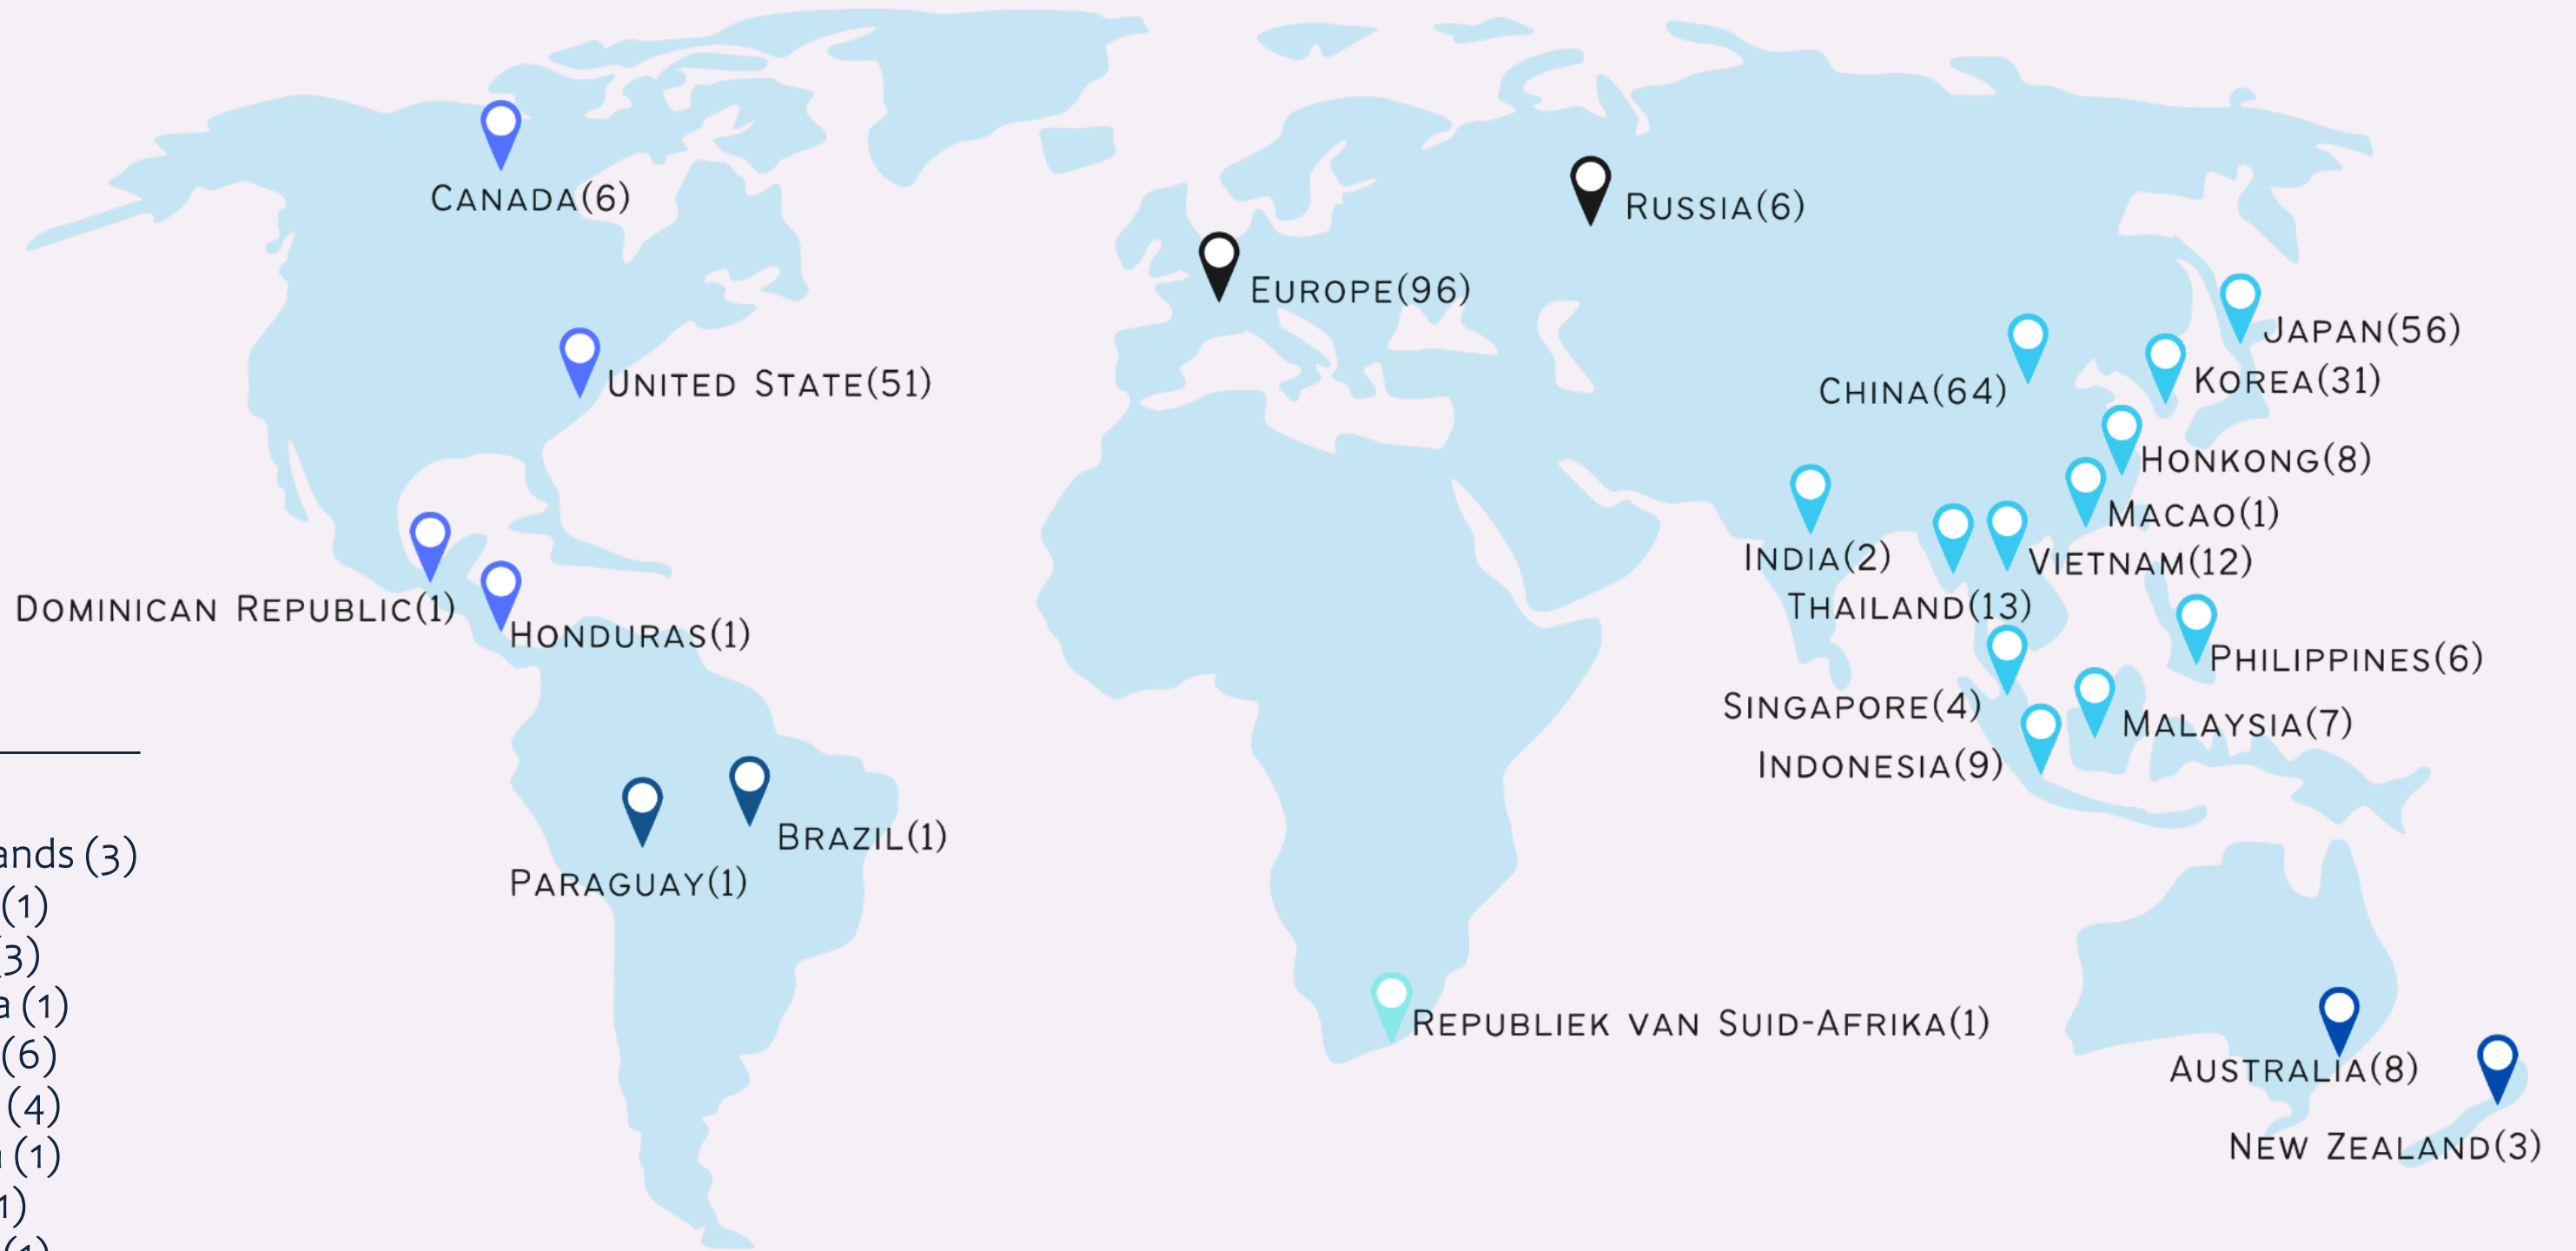 CANADA(6)
RUSSIA(6)
EUROPE(96)
JAPAN(56)
UNITED STATE(51)
CHINA(64)
KOREA(31)
HONKONG(8)
MACAO(1)
INDIA(2)
VIETNAM(12)
DOMINICAN REPUBLIC(1)
THAILAND(13)
HONDURAS(1)
PHILIPPINES(6)
SINGAPORE(4)
MALAYSIA(7)
INDONESIA(9)
BRAZIL(1)
PARAGUAY(1)
REPUBLIEK VAN SUID-AFRIKA(1)
AUSTRALIA(8)
NEW ZEALAND(3)
(3)
(1)
(3)
(1)
(6)
(4)
(1)